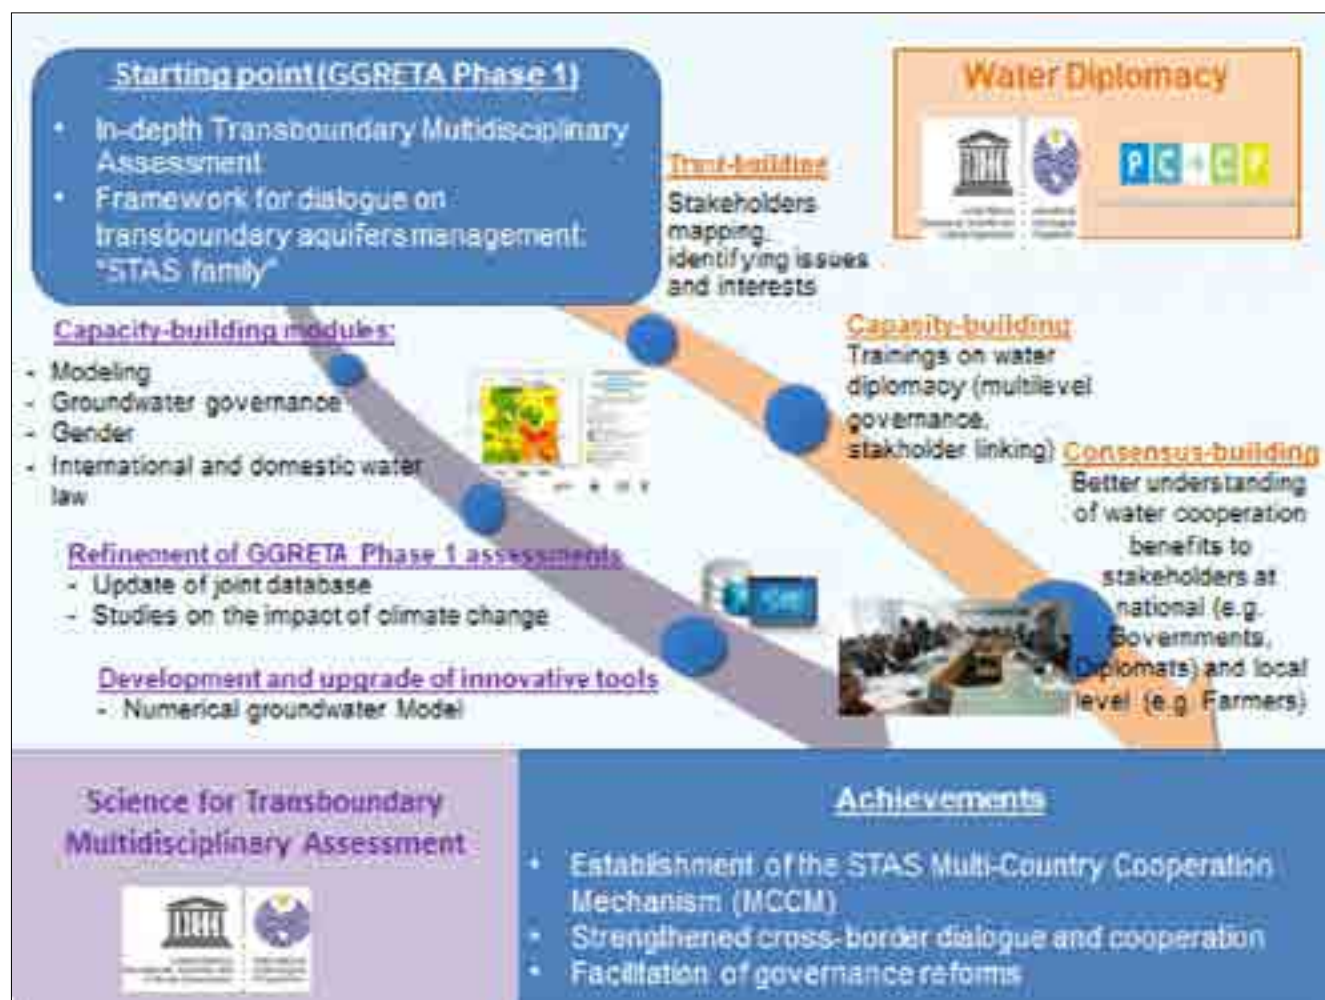 Starting point (GGRETA Phase 1)
• In-depth Transboundary Multidisciplinary
Assessment
• Framework for dialogue on
transboundary aquifers management:
"STAS family"
Water Diplomacy
PC→CP
Trust-building
Stakeholders
mapping,
identifying issues
and interests
Capasity-building
Trainings on water
diplomacy (multilevel
governance,
stakholder linking)
Consensus-building
Better understanding
of water cooperation
benefits to
stakeholders at
national (e.g.
Governments,
Diplomats) and local
level (e.g. Farmers)
Capacity-building modules:
- Modeling
- Groundwater governance
- Gender
- International and domestic water
law
Refinement of GGRETA Phase 1 assessments
- Update of joint database
- Studies on the impact of climate change
Development and upgrade of innovative tools
- Numerical groundwater Model
Science for Transboundary
Multidisciplinary Assessment
Achievements
• Establishment of the STAS Multi-Country Cooperation
Mechanism (MCCM)
• Strengthened cross-border dialogue and cooperation
• Facilitation of governance reforms